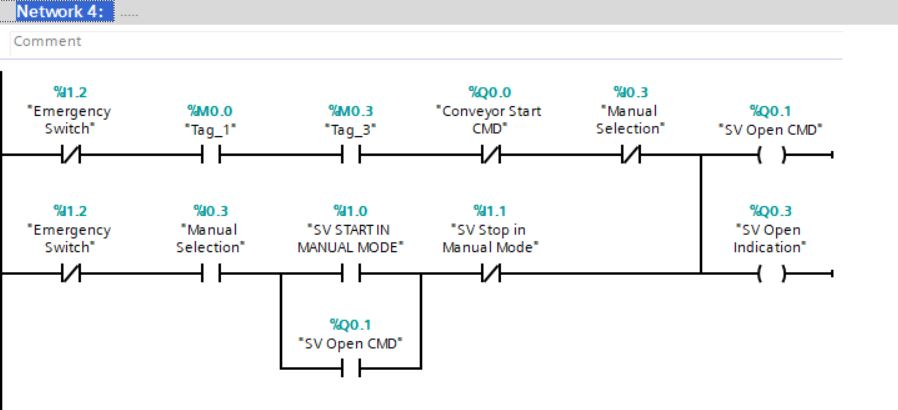 Network 4: .....
Comment
%I1.2
"Emergency
Switch"
%M0.0
"Tag_1"
%M0.3
"Tag_3"
%Q0.0
"Conveyor Start
CMD"
%I0.3
"Manual
Selection"
%Q0.1
"SV Open CMD"
%I1.2
"Emergency
Switch"
%I0.3
"Manual
Selection"
%I1.0
"SV START IN
MANUAL MODE"
%I1.1
"SV Stop in
Manual Mode"
%Q0.3
"SV Open
Indication"
%Q0.1
"SV Open CMD"